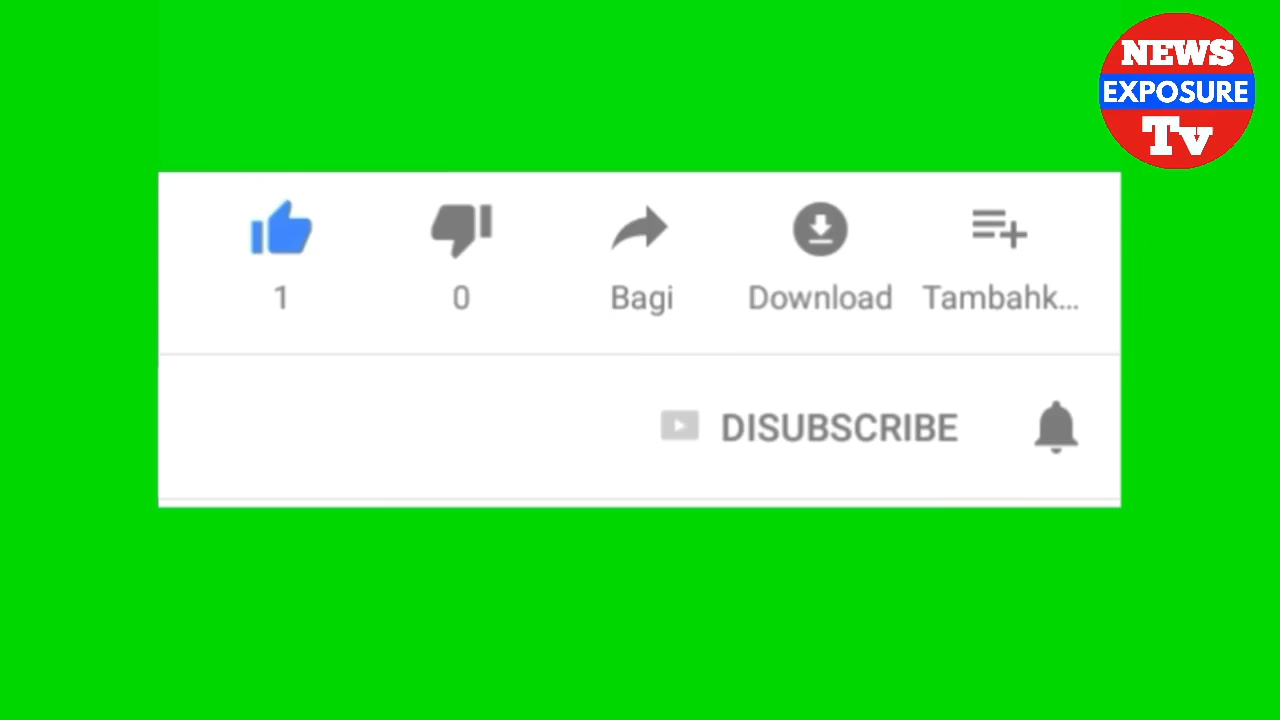 NEWS
EXPOSURE
Tv
1
0
Bagi
Download
Tambahk...
DISUBSCRIBE